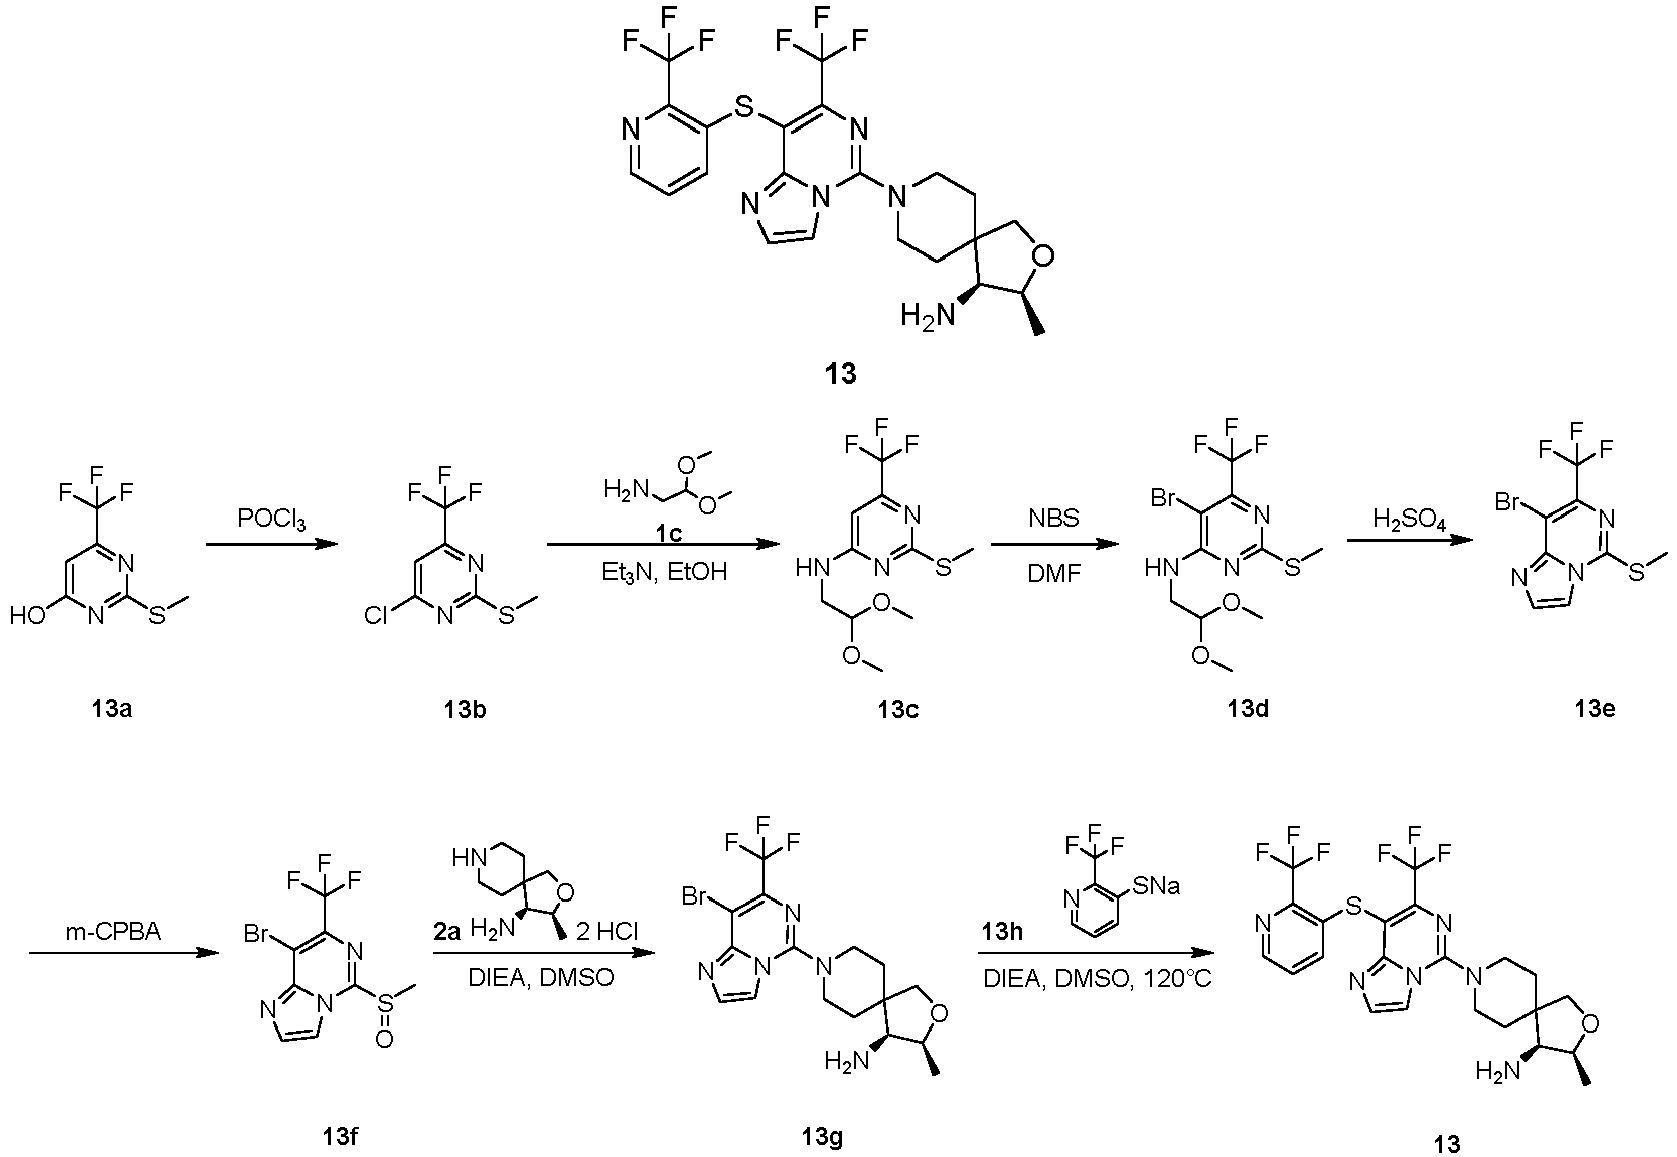 F
F F
F
F F
S
N
N
N
N
N
O
H₂N
13
F
F F
N
HO N S
13a
POCl₃
F
F F
N
Cl N S
13b
O
H₂N
O
1c
Et₃N, EtOH
F
F F
N
HN N S
O
O
13c
NBS
DMF
F
F F
Br
N
HN N S
O
O
13d
H₂SO₄
F
F F
Br
N
N N S
13e
m-CPBA
F
F F
Br
N
N N S
O
13f
HN
O
2a H₂N 2 HCl
DIEA, DMSO
F
F F
Br
N
N N N
O
H₂N
13g
F
F F
SNa
N
13h
DIEA, DMSO, 120°C
F
F F
F
F F
S
N
N
N N N
O
H₂N
13